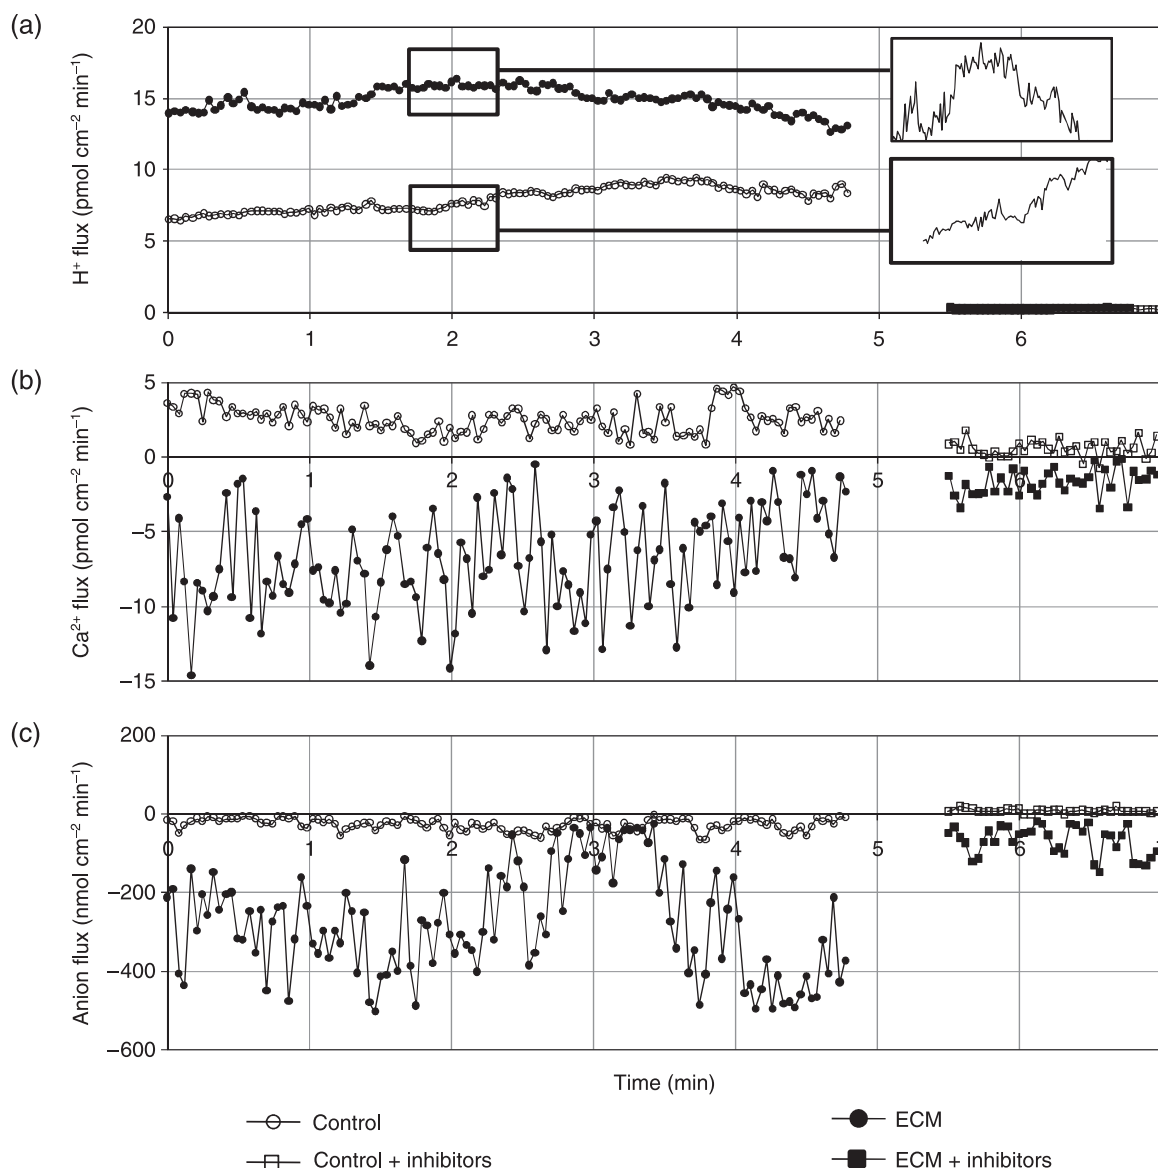 (a)
H⁺ flux (pmol cm⁻² min⁻¹)
20
15
10
5
0
0 1 2 3 4 5 6
(b)
Ca²⁺ flux (pmol cm⁻² min⁻¹)
5
0
−5
−10
−15
0 1 2 3 4 5 6
(c)
Anion flux (nmol cm⁻² min⁻¹)
200
0
−200
−400
−600
0 1 2 3 4 5 6
Time (min)
Control ECM
Control + inhibitors ECM + inhibitors